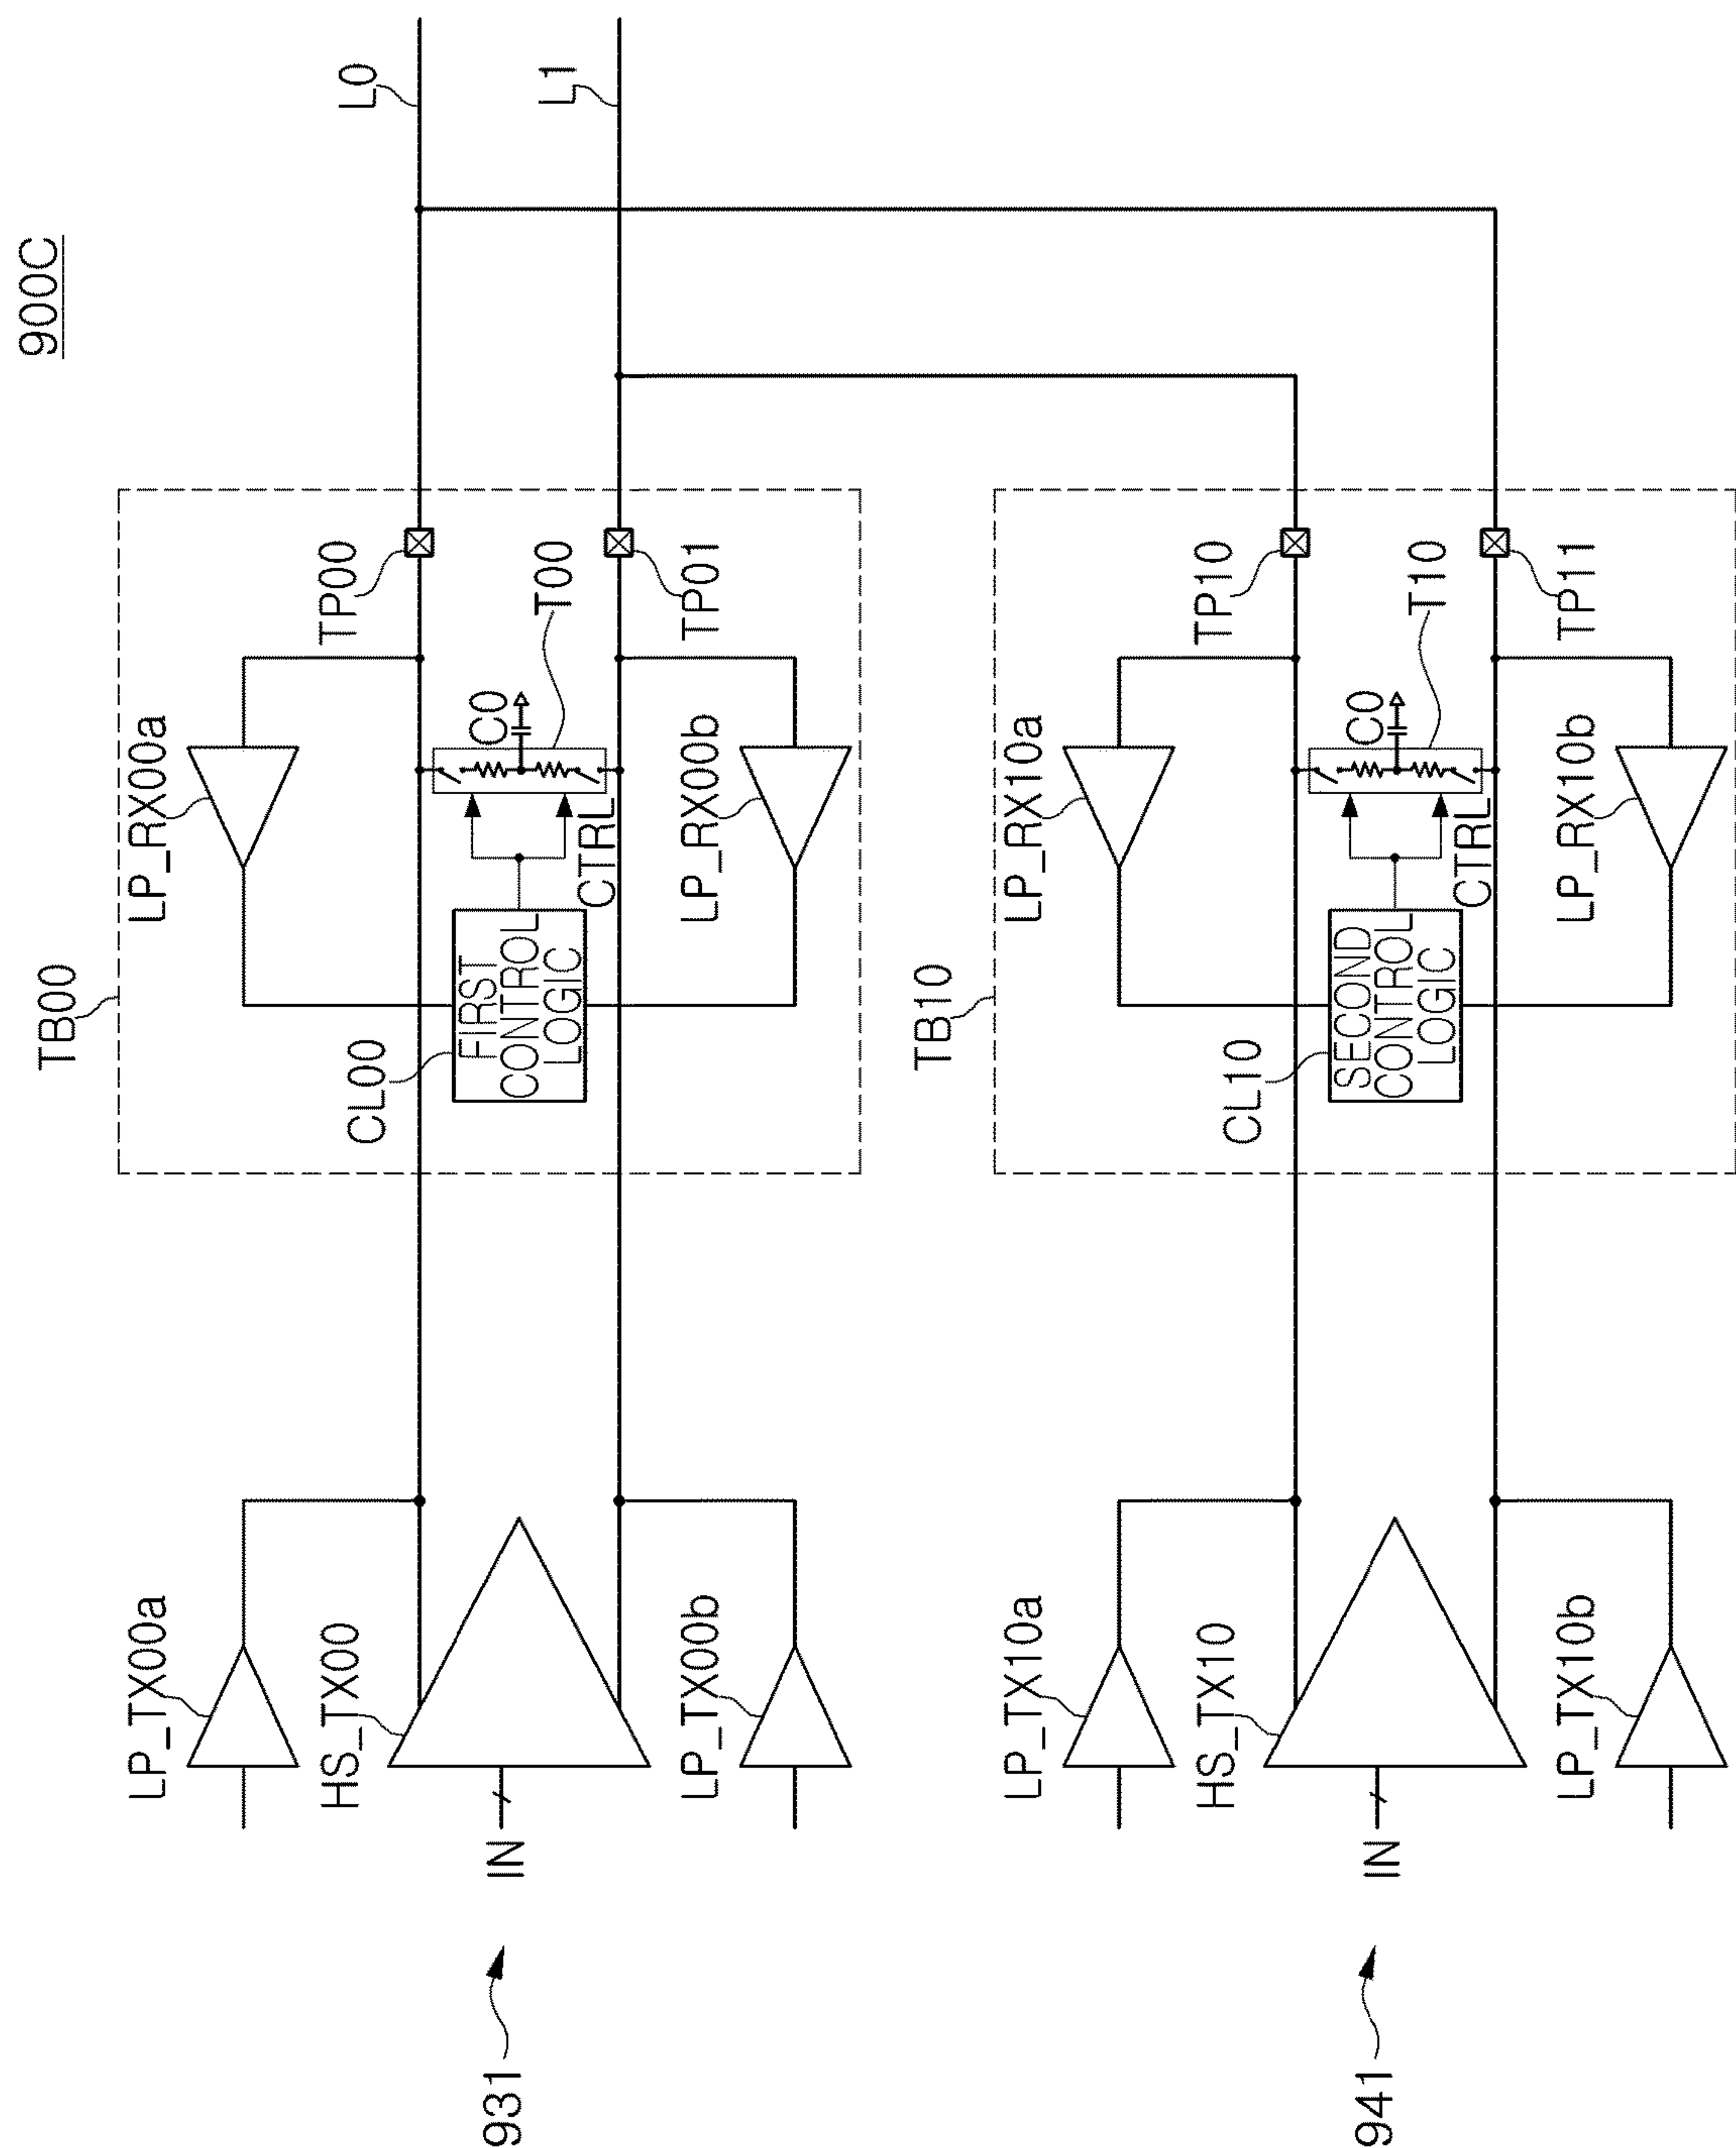 900C
L0
L1
TB00
LP_RX00a
TP00
CL00
FIRST
CONTROL
LOGIC
C0
T00
CTRL
TP01
LP_RX00b
LP_TX00a
HS_TX00
LP_TX00b
IN
931
TB10
LP_RX10a
TP10
CL10
SECOND
CONTROL
LOGIC
C0
T10
CTRL
TP11
LP_RX10b
LP_TX10a
HS_TX10
LP_TX10b
IN
941